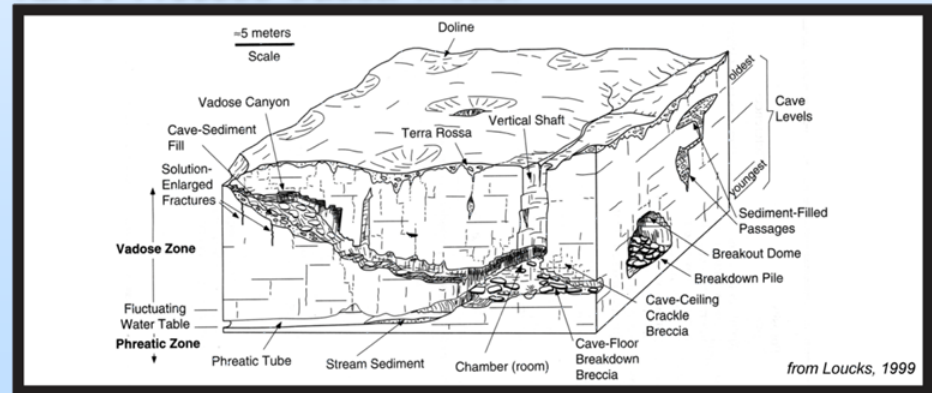 ≈5 meters
Scale
Doline
Vadose Canyon
Cave-Sediment
Fill
Solution-
Enlarged
Fractures
Terra Rossa
Vertical Shaft
oldest
youngest
Cave
Levels
Sediment-Filled
Passages
Breakout Dome
Breakdown Pile
Cave-Ceiling
Crackle
Breccia
Cave-Floor
Breakdown
Breccia
Vadose Zone
Fluctuating
Water Table
Phreatic Zone
Phreatic Tube
Stream Sediment
Chamber (room)
from Loucks, 1999